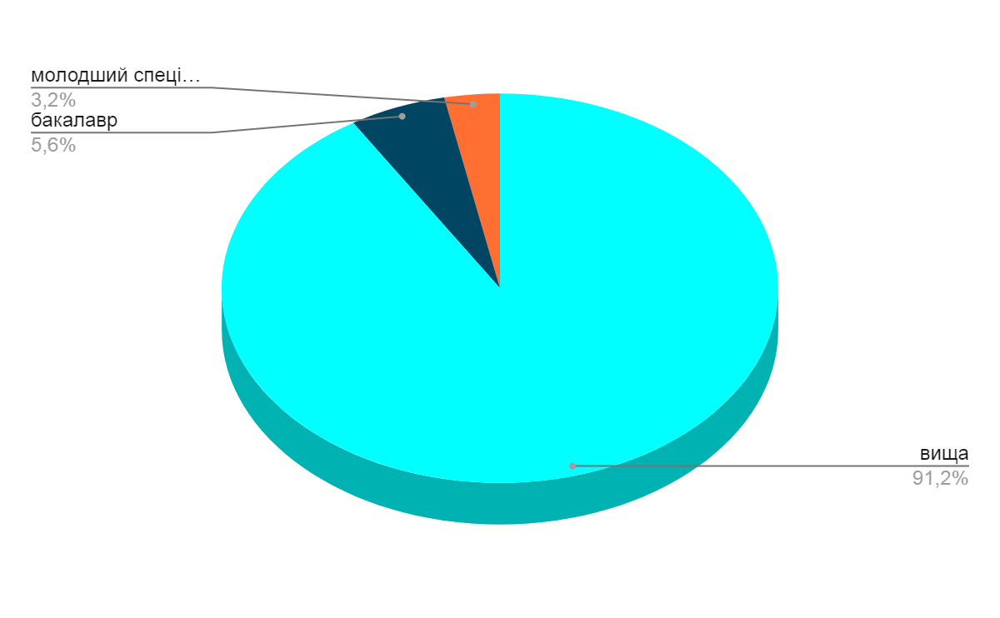 молодший спеці…
3,2%
бакалавр
5,6%
вища
91,2%